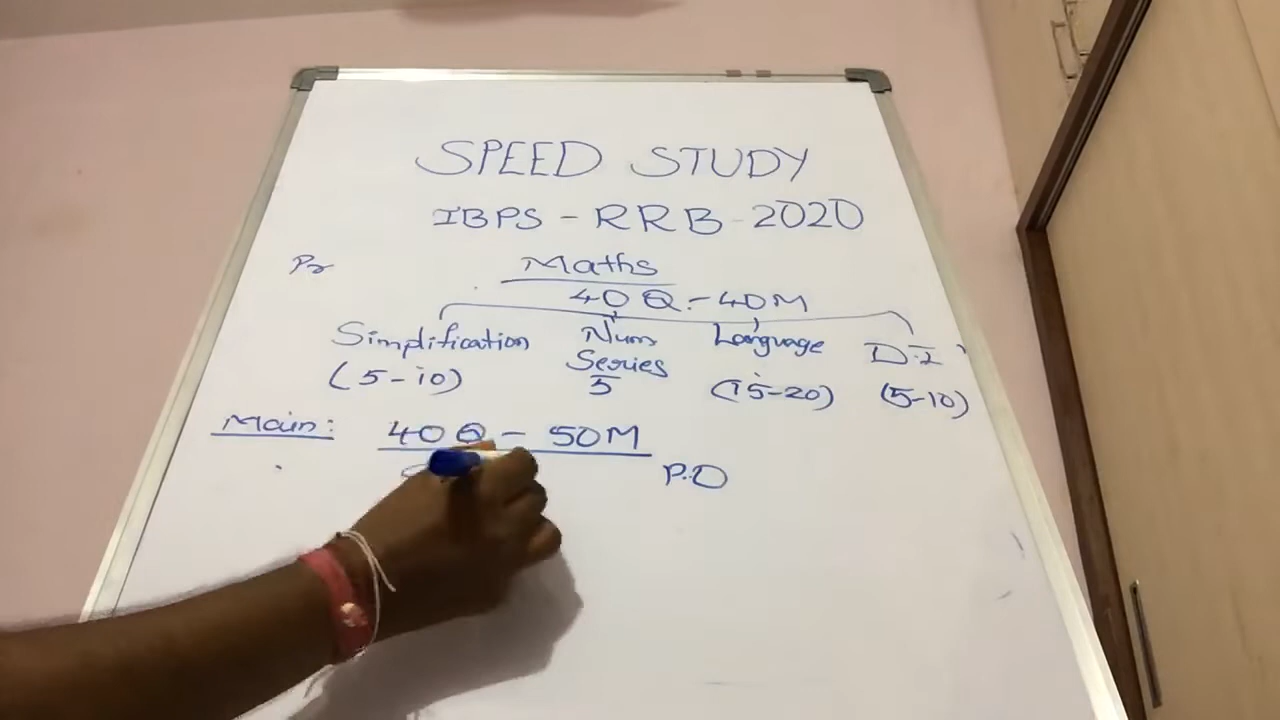 SPEED STUDY
IBPS - RRB - 2020
Pr Maths
40 Q - 40M
Simplification Num Series Language D.I
(5-10) 5 (15-20) (5-10)
Main: 40 Q - 50M
P.O